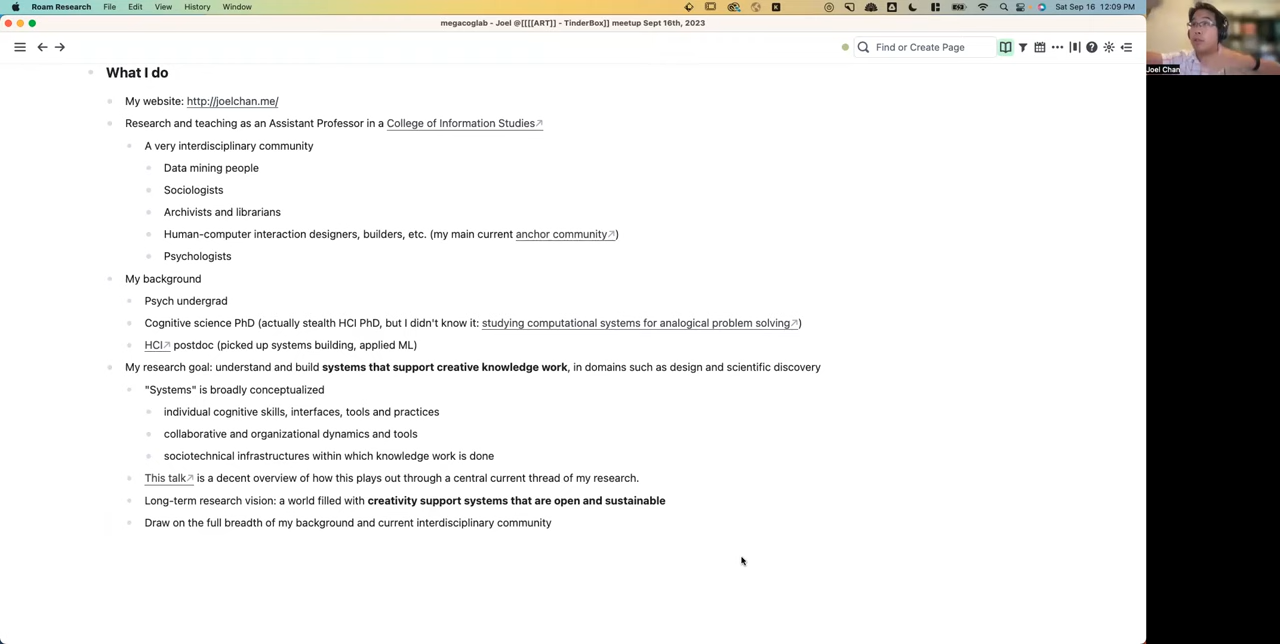 Roam Research File Edit View History Window Sat Sep 16 12:09 PM
megacoglab - Joel @[[[[ART]] - TinderBox]] meetup Sept 16th, 2023
Find or Create Page
Joel Chan
What I do
My website: http://joelchan.me/
Research and teaching as an Assistant Professor in a College of Information Studies
A very interdisciplinary community
Data mining people
Sociologists
Archivists and librarians
Human-computer interaction designers, builders, etc. (my main current anchor community)
Psychologists
My background
Psych undergrad
Cognitive science PhD (actually stealth HCI PhD, but I didn't know it: studying computational systems for analogical problem solving)
HCI postdoc (picked up systems building, applied ML)
My research goal: understand and build systems that support creative knowledge work, in domains such as design and scientific discovery
"Systems" is broadly conceptualized
individual cognitive skills, interfaces, tools and practices
collaborative and organizational dynamics and tools
sociotechnical infrastructures within which knowledge work is done
This talk is a decent overview of how this plays out through a central current thread of my research.
Long-term research vision: a world filled with creativity support systems that are open and sustainable
Draw on the full breadth of my background and current interdisciplinary community